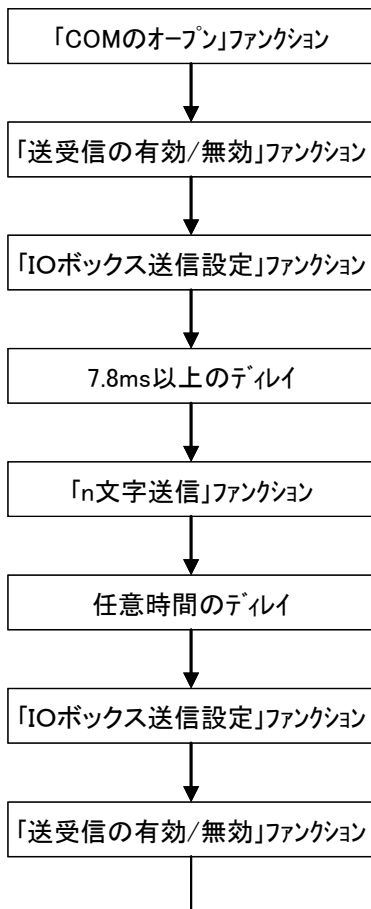 「COMのオープン」ファンクション
「送受信の有効/無効」ファンクション
「IOボックス送信設定」ファンクション
7.8ms以上のディレイ
「n文字送信」ファンクション
任意時間のディレイ
「IOボックス送信設定」ファンクション
「送受信の有効/無効」ファンクション